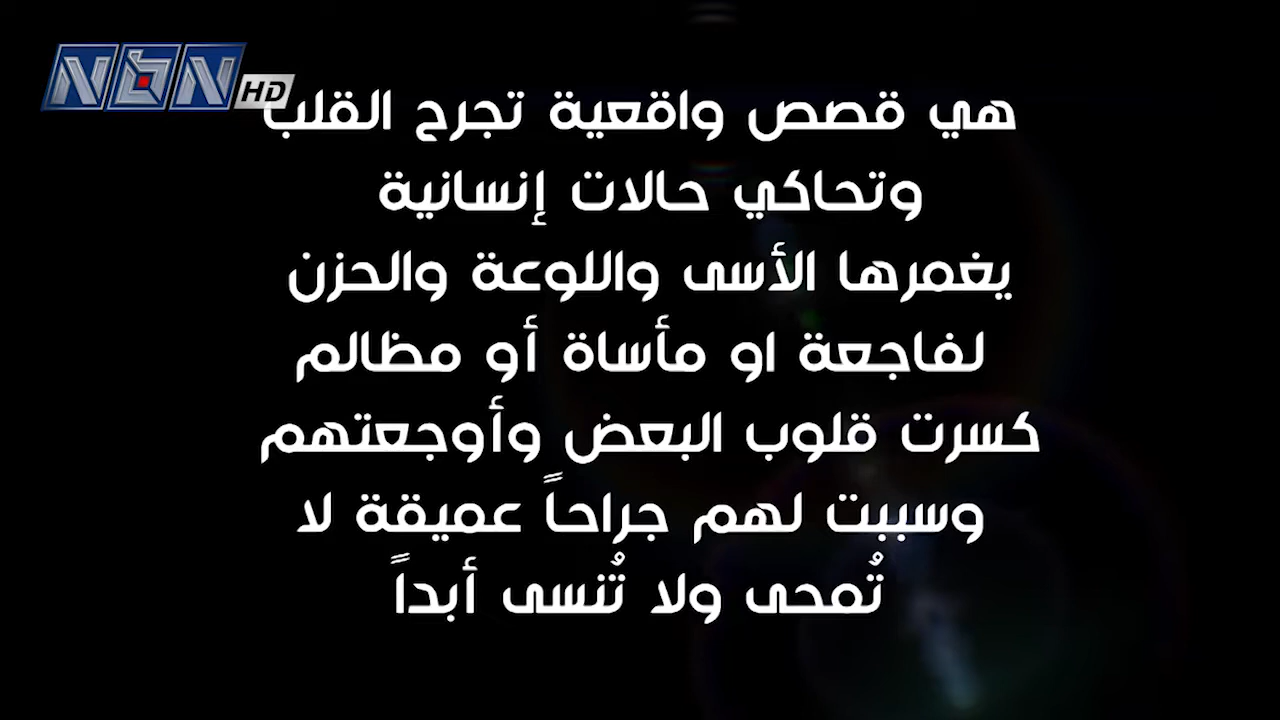 NBN HD
هي قصص واقعية تجرح القلب
وتحاكي حالات إنسانية
يغمرها الأسى واللوعة والحزن
لفاجعة او مأساة أو مظالم
كسرت قلوب البعض وأوجعتهم
وسببت لهم جراحاً عميقة لا
تُمحى ولا تُنسى أبداً